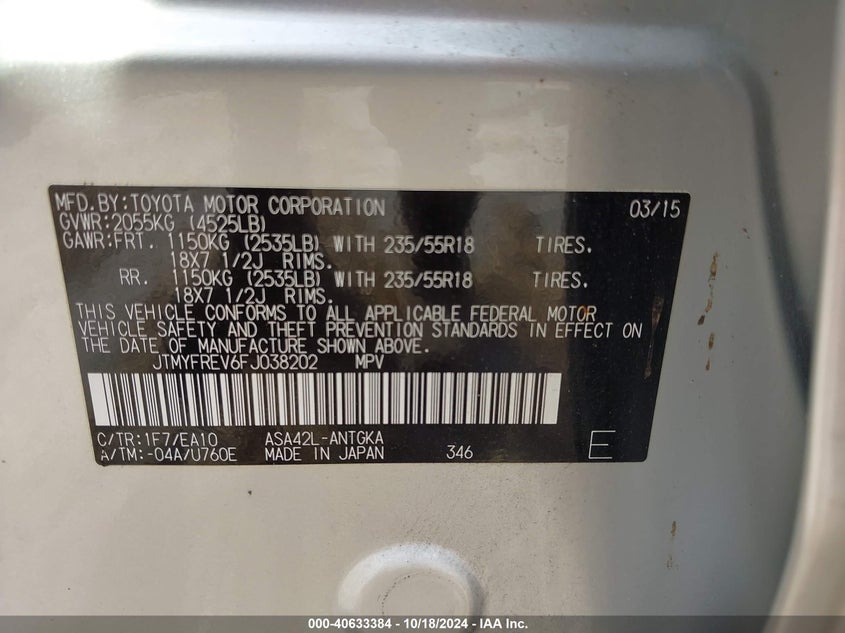 MFD.BY:TOYOTA MOTOR CORPORATION 03/15
GVWR:2055KG (4525LB)
GAWR:FRT. 1150KG (2535LB) WITH 235/55R18 TIRES.
18X7 1/2J RIMS.
RR. 1150KG (2535LB) WITH 235/55R18 TIRES.
18X7 1/2J RIMS.
THIS VEHICLE CONFORMS TO ALL APPLICABLE FEDERAL MOTOR
VEHICLE SAFETY AND THEFT PREVENTION STANDARDS IN EFFECT ON
THE DATE OF MANUFACTURE SHOWN ABOVE.
JTMYFREV6FJ038202 MPV
C/TR:1F7/EA10 ASA42L-ANTGKA
A/TM:-04A/U760E MADE IN JAPAN 346 E
000-40633384 - 10/18/2024 - IAA Inc.